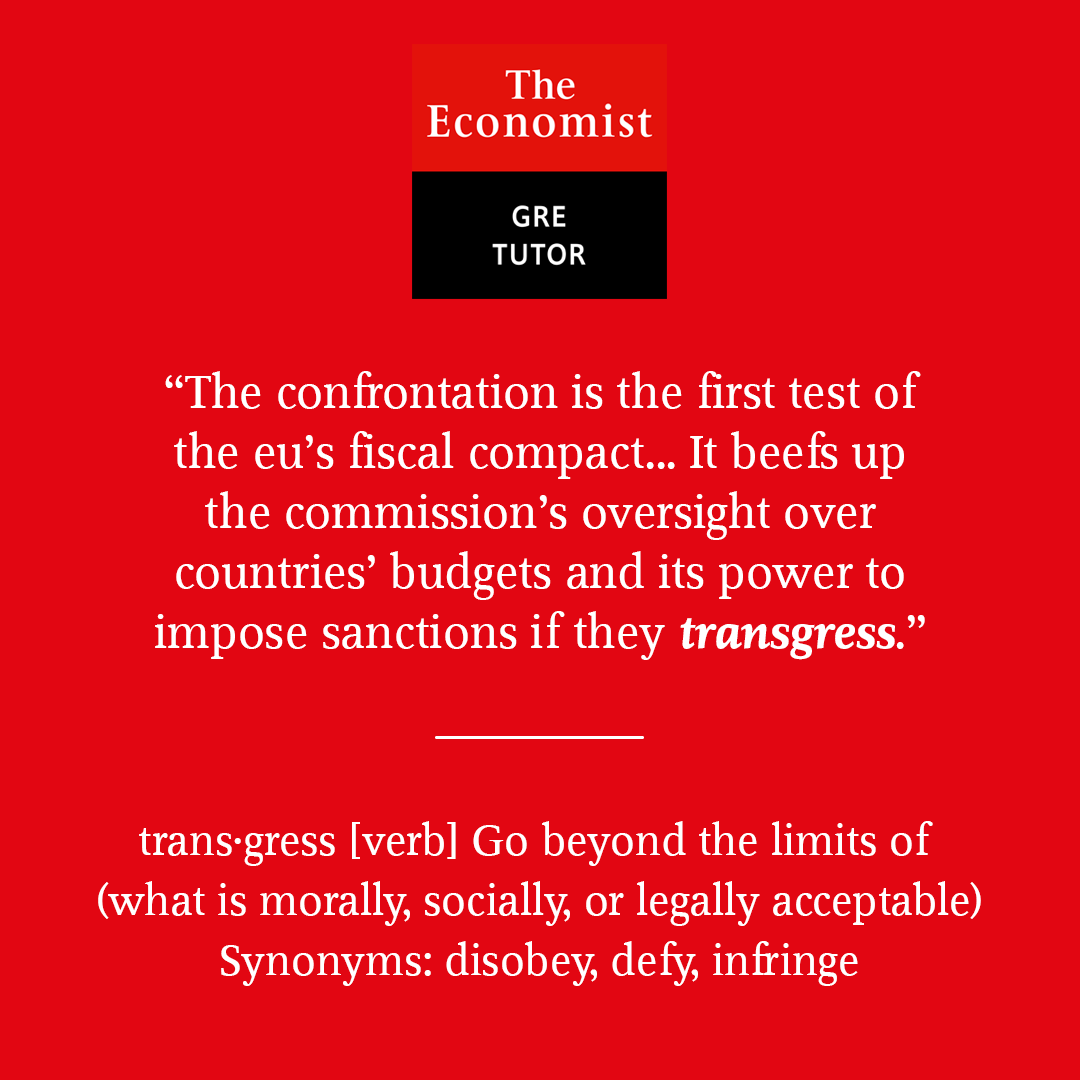 The
Economist
GRE
TUTOR
“The confrontation is the first test of
the eu’s fiscal compact... It beefs up
the commission’s oversight over
countries’ budgets and its power to
impose sanctions if they transgress.”
trans·gress [verb] Go beyond the limits of
(what is morally, socially, or legally acceptable)
Synonyms: disobey, defy, infringe